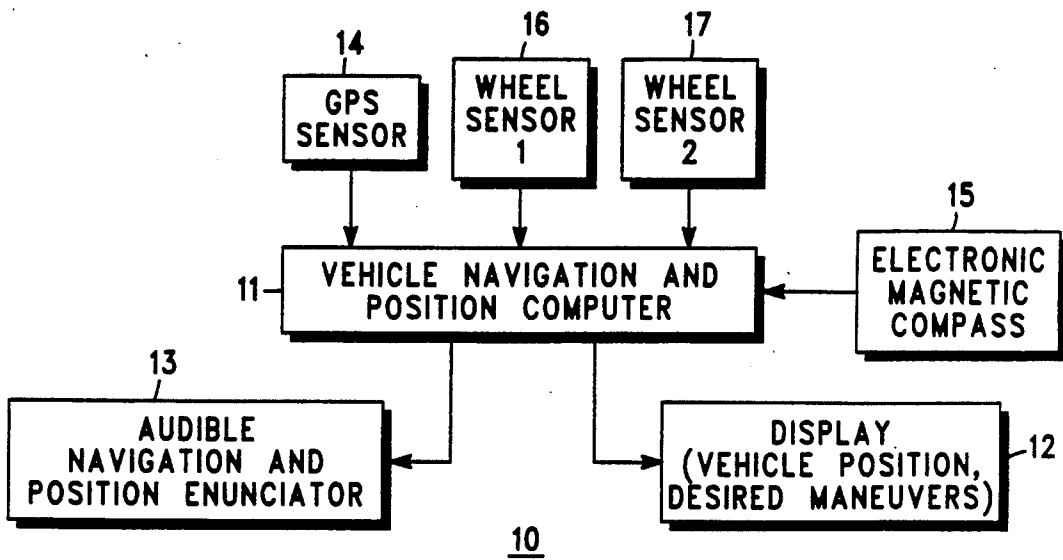 14
16
17
GPS
SENSOR
WHEEL
SENSOR
1
WHEEL
SENSOR
2
15
11
VEHICLE NAVIGATION AND
POSITION COMPUTER
ELECTRONIC
MAGNETIC
COMPASS
13
AUDIBLE
NAVIGATION AND
POSITION ENUNCIATOR
DISPLAY
(VEHICLE POSITION,
DESIRED MANEUVERS)
12
10